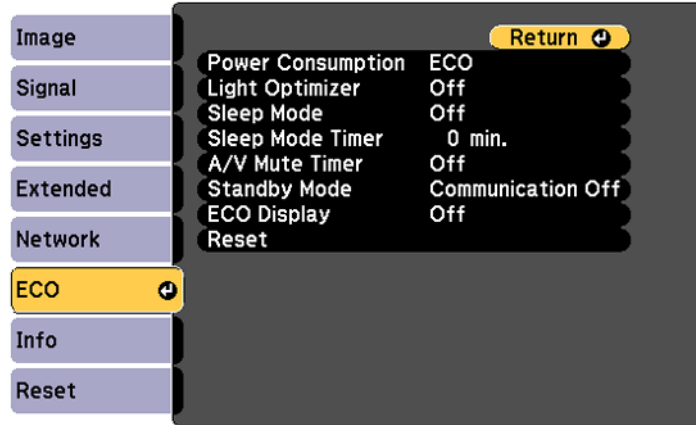 Image
Signal
Settings
Extended
Network
ECO
Info
Reset
Return
Power Consumption ECO
Light Optimizer Off
Sleep Mode Off
Sleep Mode Timer 0 min.
A/V Mute Timer Off
Standby Mode Communication Off
ECO Display Off
Reset